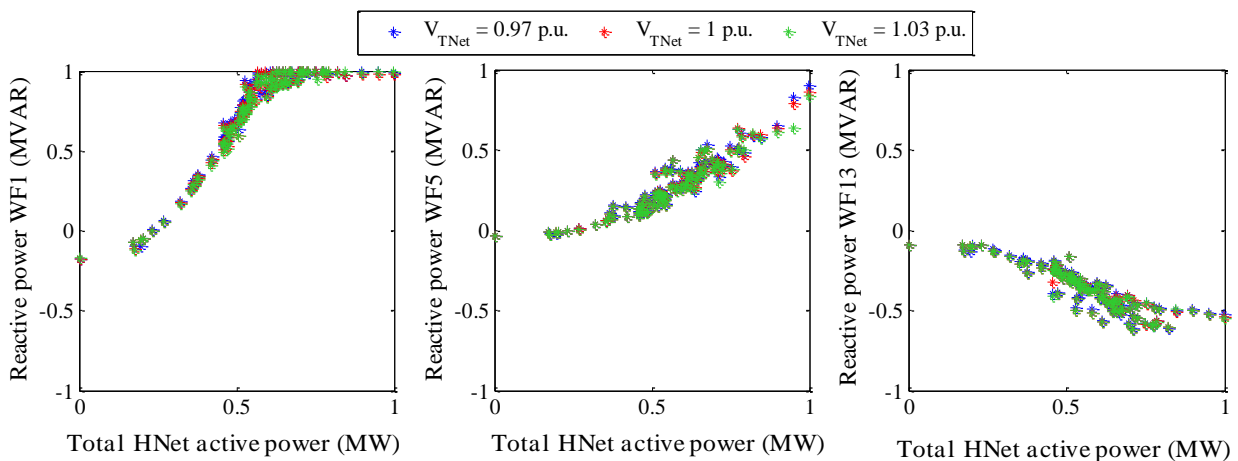 V_TNet = 0.97 p.u. V_TNet = 1 p.u. V_TNet = 1.03 p.u.
Reactive power WF1 (MVAR)
1
0.5
0
-0.5
-1
0 0.5 1
Total HNet active power (MW)
Reactive power WF5 (MVAR)
1
0.5
0
-0.5
-1
0 0.5 1
Total HNet active power (MW)
Reactive power WF13 (MVAR)
1
0.5
0
-0.5
-1
0 0.5 1
Total HNet active power (MW)